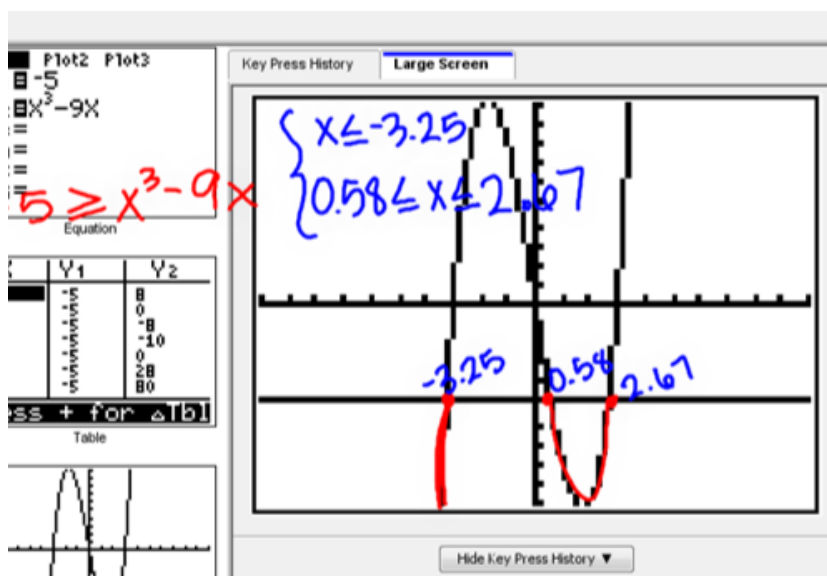 Plot2 Plot3
-5
X³-9X
=
=
=
=
5 ≥ x³-9x
Equation
Y1 Y2
-5 8
-5 0
-5 -8
-5 -10
-5 0
-5 28
-5 80
ss + for △Tbl
Table
Key Press History Large Screen
{ x≤-3.25
0.58≤x≤2.67
-3.25 0.58 2.67
Hide Key Press History ▼